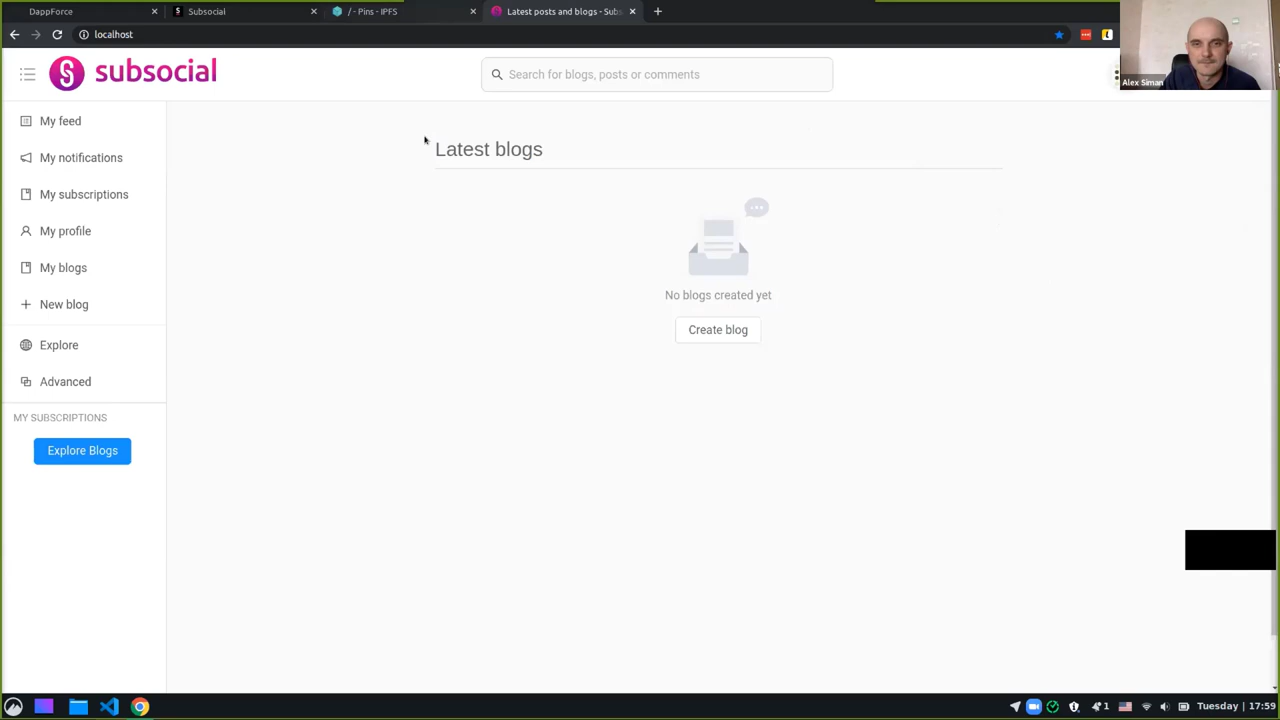 DappForce
Subsocial
/ - Pins - IPFS
Latest posts and blogs - Subs
localhost
Alex Siman
subsocial
Search for blogs, posts or comments
My feed
My notifications
My subscriptions
My profile
My blogs
New blog
Explore
Advanced
MY SUBSCRIPTIONS
Explore Blogs
Latest blogs
No blogs created yet
Create blog
1
Tuesday | 17:59